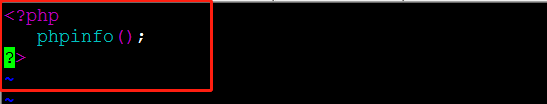 <?php
    phpinfo();
?>
~
~